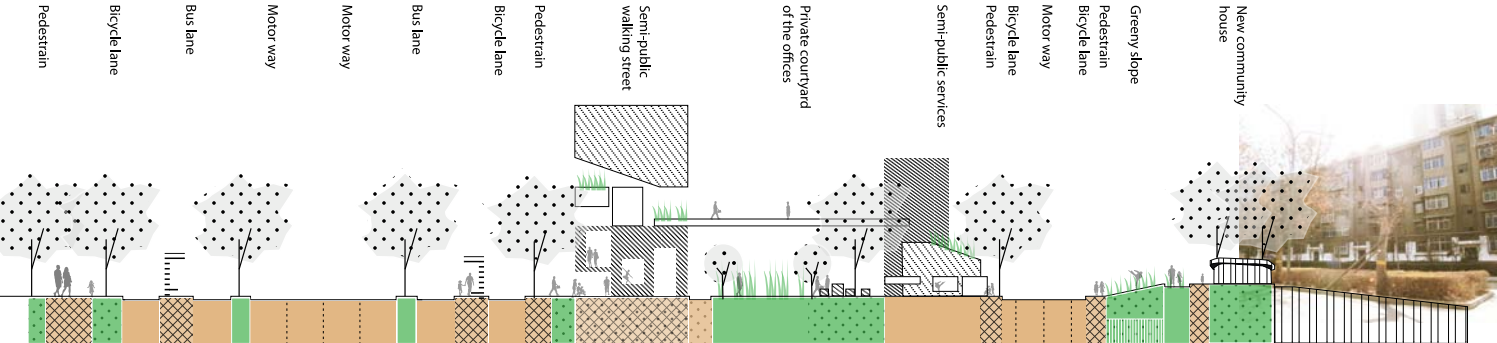 Pedestrain
Bicycle lane
Bus lane
Motor way
Motor way
Bus lane
Bicycle lane
Pedestrain
Semi-public
walking street
Private courtyard
of the offices
Semi-public services
Pedestrain
Bicycle lane
Motor way
Bicycle lane
Pedestrain
Greeny slope
New community
house